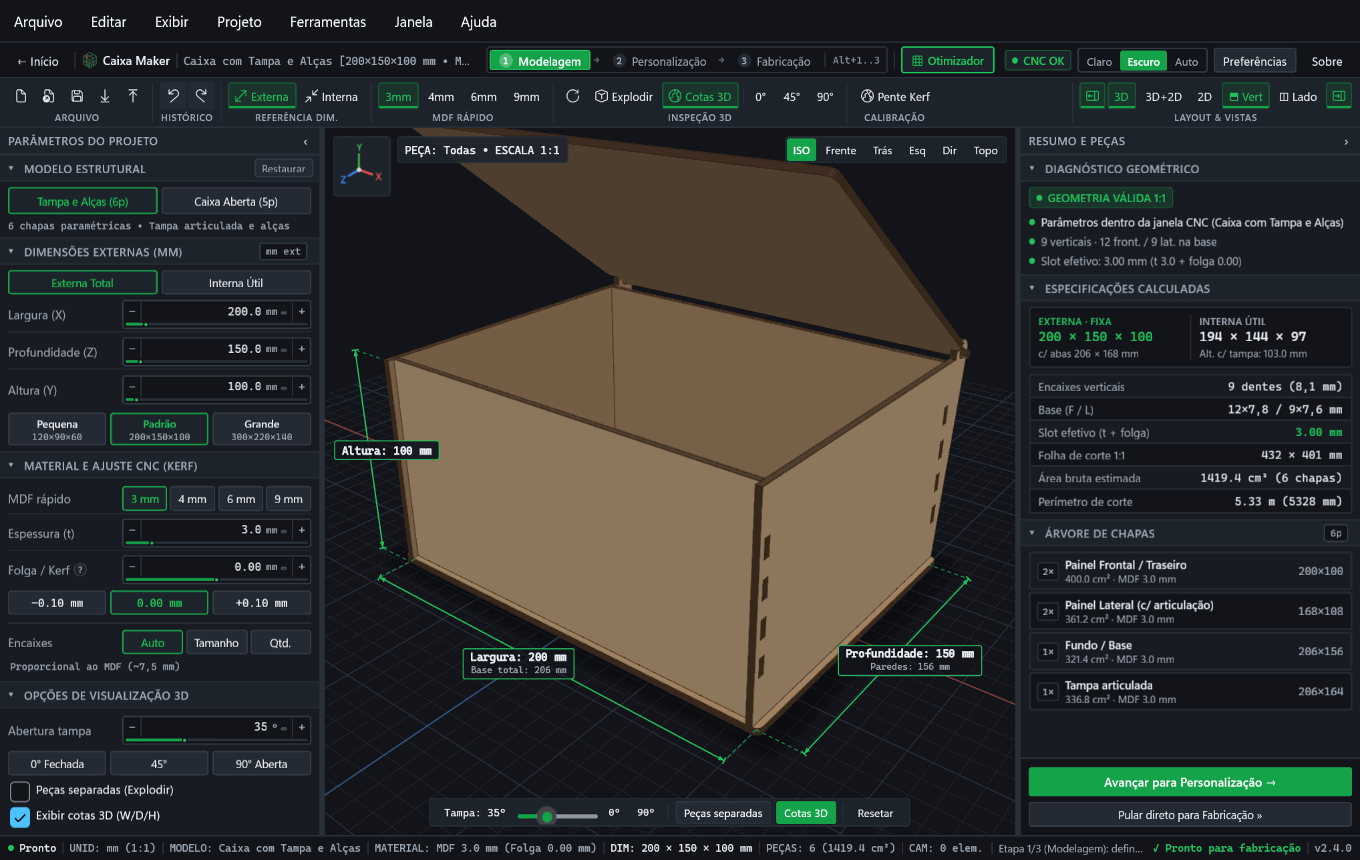 Arquivo Editar Exibir Projeto Ferramentas Janela Ajuda
← Início Caixa Maker Caixa com Tampa e Alças [200×150×100 mm • M… 1 Modelagem → 2 Personalização → 3 Fabricação Alt+1..3 Otimizador CNC OK Claro Escuro Auto Preferências Sobre
Externa Interna 3mm 4mm 6mm 9mm Explodir Cotas 3D 0° 45° 90° Pente Kerf 3D 3D+2D 2D Vert Lado
ARQUIVO HISTÓRICO REFERÊNCIA DIM. MDF RÁPIDO INSPEÇÃO 3D CALIBRAÇÃO LAYOUT & VISTAS
PARÂMETROS DO PROJETO ‹
MODELO ESTRUTURAL Restaurar
Tampa e Alças (6p) Caixa Aberta (5p)
6 chapas paramétricas • Tampa articulada e alças
DIMENSÕES EXTERNAS (MM) mm ext
Externa Total Interna Útil
Largura (X) − 200.0 mm +
Profundidade (Z) − 150.0 mm +
Altura (Y) − 100.0 mm +
Pequena Padrão Grande
120×90×60 200×150×100 300×220×140
MATERIAL E AJUSTE CNC (KERF)
MDF rápido 3 mm 4 mm 6 mm 9 mm
Espessura (t) − 3.0 mm +
Folga / Kerf ? − 0.00 mm +
−0.10 mm 0.00 mm +0.10 mm
Encaixes Auto Tamanho Qtd.
Proporcional ao MDF (~7,5 mm)
OPÇÕES DE VISUALIZAÇÃO 3D
Abertura tampa − 35 ° +
0° Fechada 45° 90° Aberta
Peças separadas (Explodir)
Exibir cotas 3D (W/D/H)
Y
Z X
PEÇA: Todas • ESCALA 1:1
ISO Frente Trás Esq Dir Topo
Altura: 100 mm
Largura: 200 mm
Base total: 206 mm
Profundidade: 150 mm
Paredes: 156 mm
Tampa: 35° 0° 90° Peças separadas Cotas 3D Resetar
RESUMO E PEÇAS ›
DIAGNÓSTICO GEOMÉTRICO
GEOMETRIA VÁLIDA 1:1
Parâmetros dentro da janela CNC (Caixa com Tampa e Alças)
9 verticais · 12 front. / 9 lat. na base
Slot efetivo: 3.00 mm (t 3.0 + folga 0.00)
ESPECIFICAÇÕES CALCULADAS
EXTERNA · FIXA INTERNA ÚTIL
200 × 150 × 100 194 × 144 × 97
c/ abas 206 × 168 mm Alt. c/ tampa: 103.0 mm
Encaixes verticais 9 dentes (8,1 mm)
Base (F / L) 12×7,8 / 9×7,6 mm
Slot efetivo (t + folga) 3.00 mm
Folha de corte 1:1 432 × 401 mm
Área bruta estimada 1419.4 cm² (6 chapas)
Perímetro de corte 5.33 m (5328 mm)
ÁRVORE DE CHAPAS 6p
2× Painel Frontal / Traseiro 200×100
400.0 cm² · MDF 3.0 mm
2× Painel Lateral (c/ articulação) 168×108
361.2 cm² · MDF 3.0 mm
1× Fundo / Base 206×156
321.4 cm² · MDF 3.0 mm
1× Tampa articulada 206×164
336.8 cm² · MDF 3.0 mm
Avançar para Personalização →
Pular direto para Fabricação »
Pronto UNID: mm (1:1) MODELO: Caixa com Tampa e Alças MATERIAL: MDF 3.0 mm (Folga 0.00 mm) DIM: 200 × 150 × 100 mm PEÇAS: 6 (1419.4 cm²) CAM: 0 elem. Etapa 1/3 (Modelagem): defin… ✓ Pronto para fabricação v2.4.0